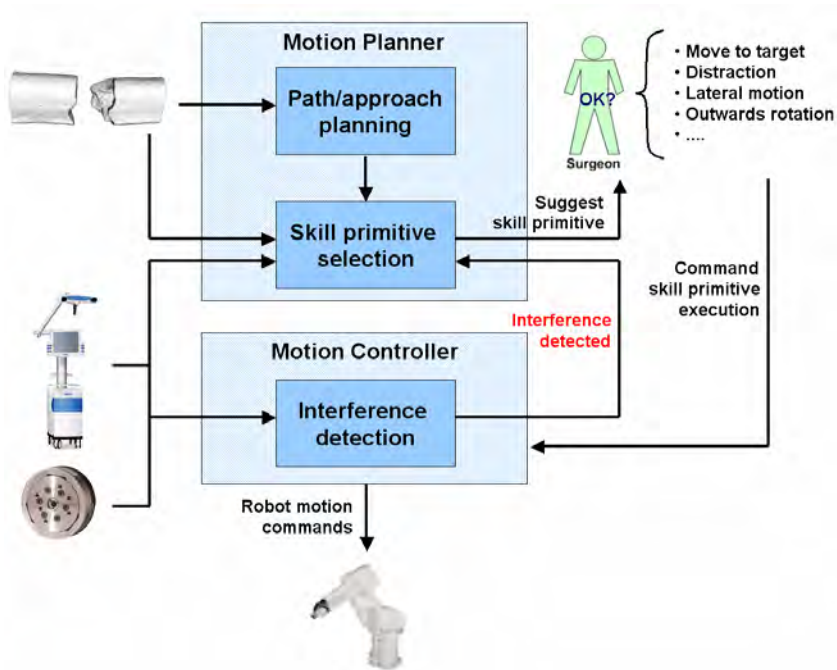 Motion Planner
Path/approach
planning
Skill primitive
selection
OK?
Surgeon
• Move to target
• Distraction
• Lateral motion
• Outwards rotation
• ....
Suggest
skill primitive
Command
skill primitive
execution
Interference
detected
Motion Controller
Interference
detection
Robot motion
commands